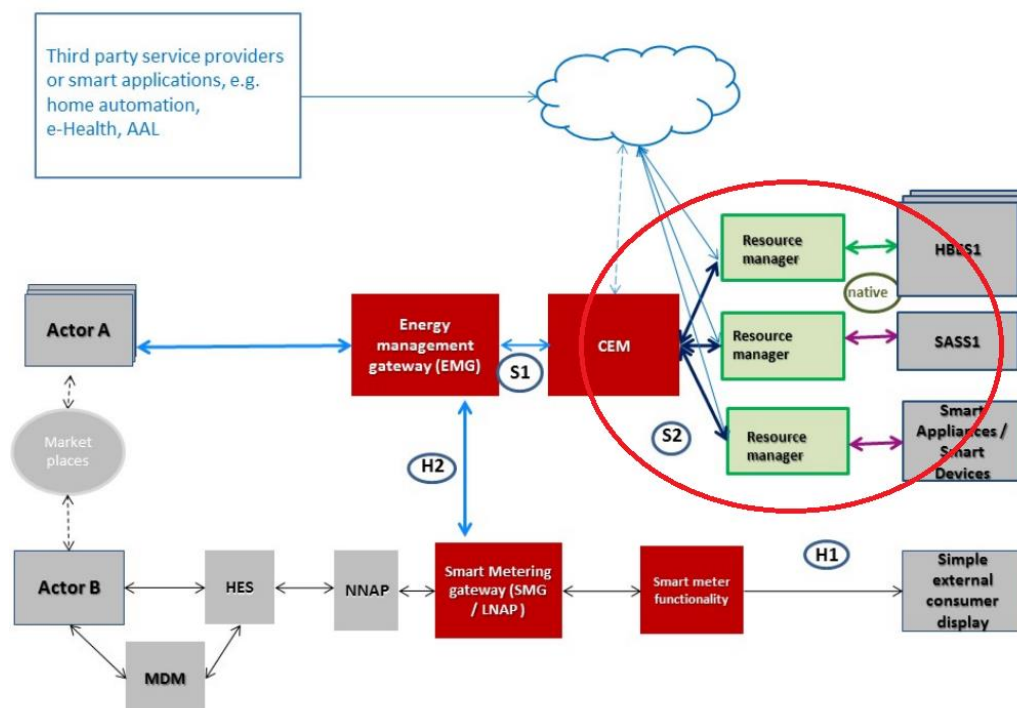 Third party service providers
or smart applications, e.g.
home automation,
e-Health, AAL
Resource
manager
HBES1
native
Actor A
Energy
management
gateway (EMG)
S1
CEM
Resource
manager
SASS1
Market
places
H2
S2
Resource
manager
Smart
Appliances /
Smart
Devices
Actor B
HES
NNAP
Smart Metering
gateway (SMG
/ LNAP )
Smart meter
functionality
H1
Simple
external
consumer
display
MDM